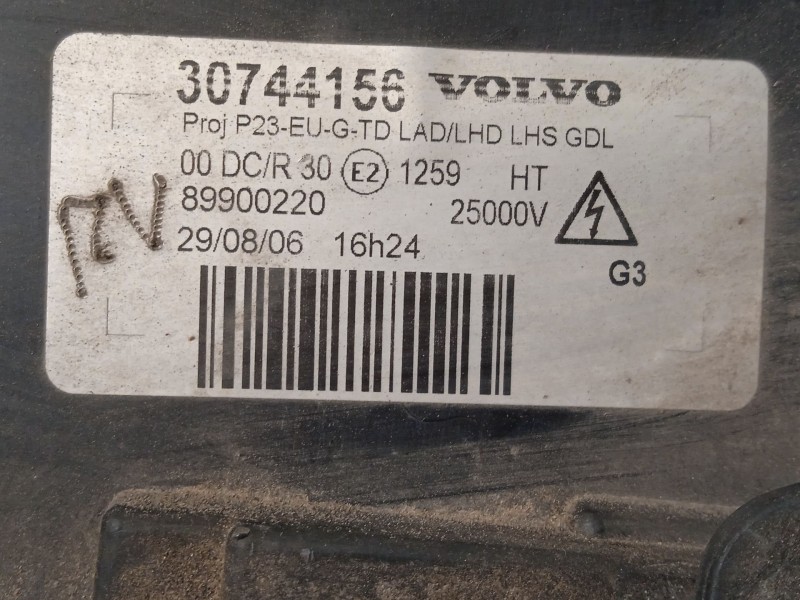 30744156 VOLVO
Proj P23-EU-G-TD LAD/LHD LHS GDL
00 DC/R 30 E2 1259 HT
89900220 25000V
29/08/06 16h24
G3